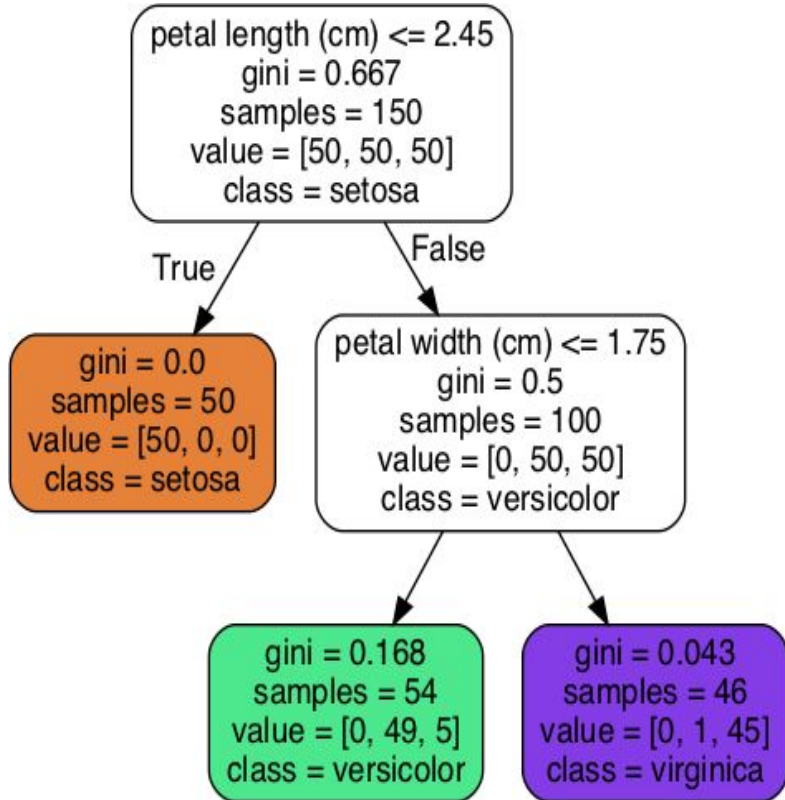 petal length (cm) <= 2.45
gini = 0.667
samples = 150
value = [50, 50, 50]
class = setosa
True
False
gini = 0.0
samples = 50
value = [50, 0, 0]
class = setosa
petal width (cm) <= 1.75
gini = 0.5
samples = 100
value = [0, 50, 50]
class = versicolor
gini = 0.168
samples = 54
value = [0, 49, 5]
class = versicolor
gini = 0.043
samples = 46
value = [0, 1, 45]
class = virginica